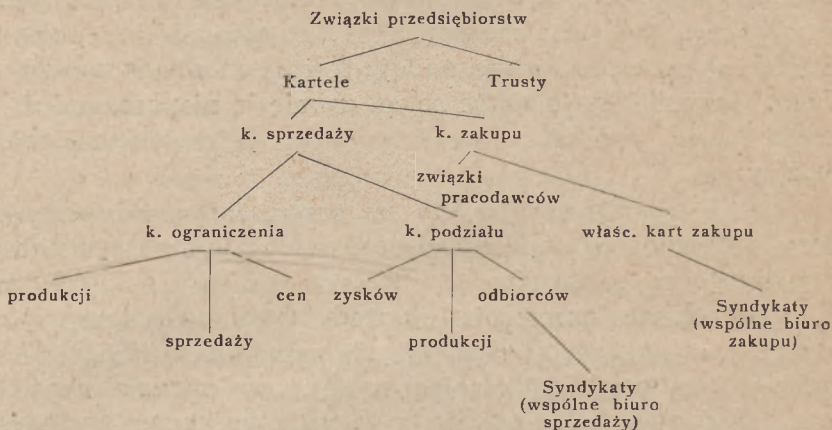 Związki przedsiębiorstw
Kartele Trusty
k. sprzedaży k. zakupu
związki
pracodawców
k. ograniczenia k. podziału właśc. kart zakupu
produkcji cen zysków odbiorców
sprzedaży produkcji
Syndykaty
(wspólne biuro
zakupu)
Syndykaty
(wspólne biuro
sprzedaży)